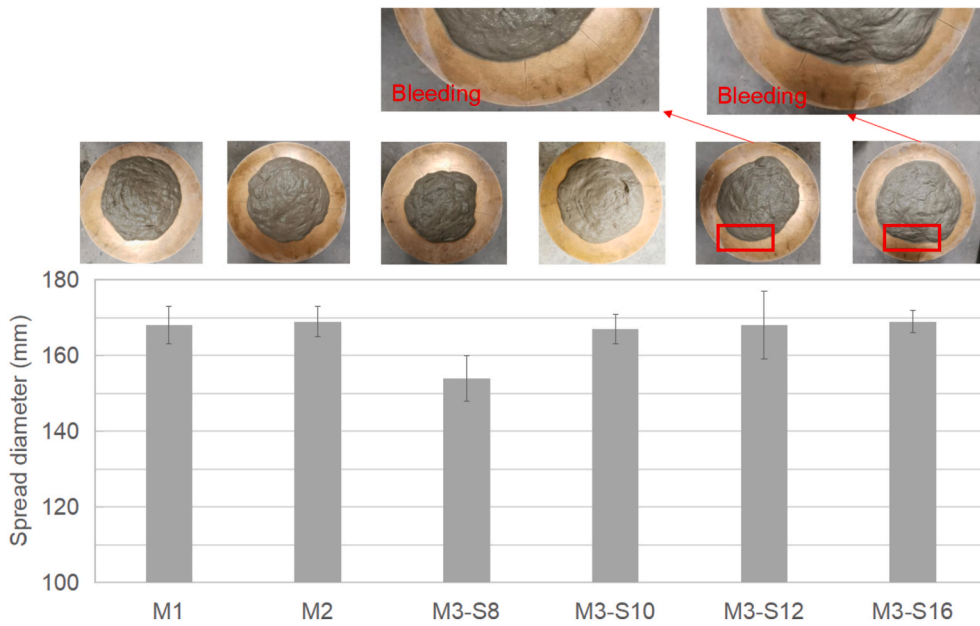 Bleeding
Bleeding
180
160
140
120
100
Spread diameter (mm)
M1
M2
M3-S8
M3-S10
M3-S12
M3-S16